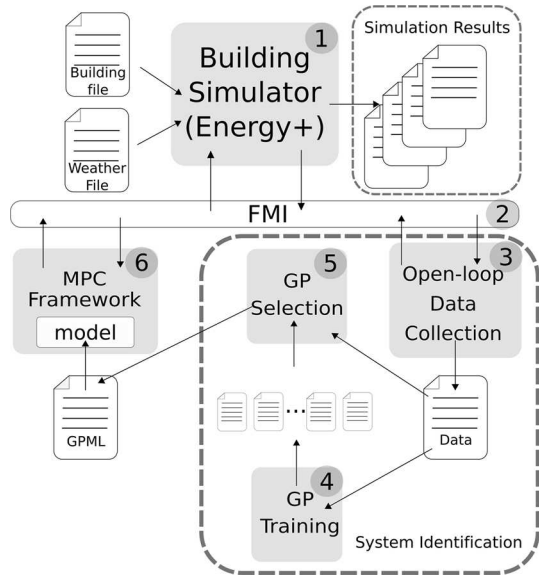 1
Simulation Results
Building
Simulator
(Energy+)
Building
file
Weather
File
FMI
2
6
MPC
Framework
model
5
GP
Selection
3
Open-loop
Data
Collection
GPML
...
Data
4
GP
Training
System Identification